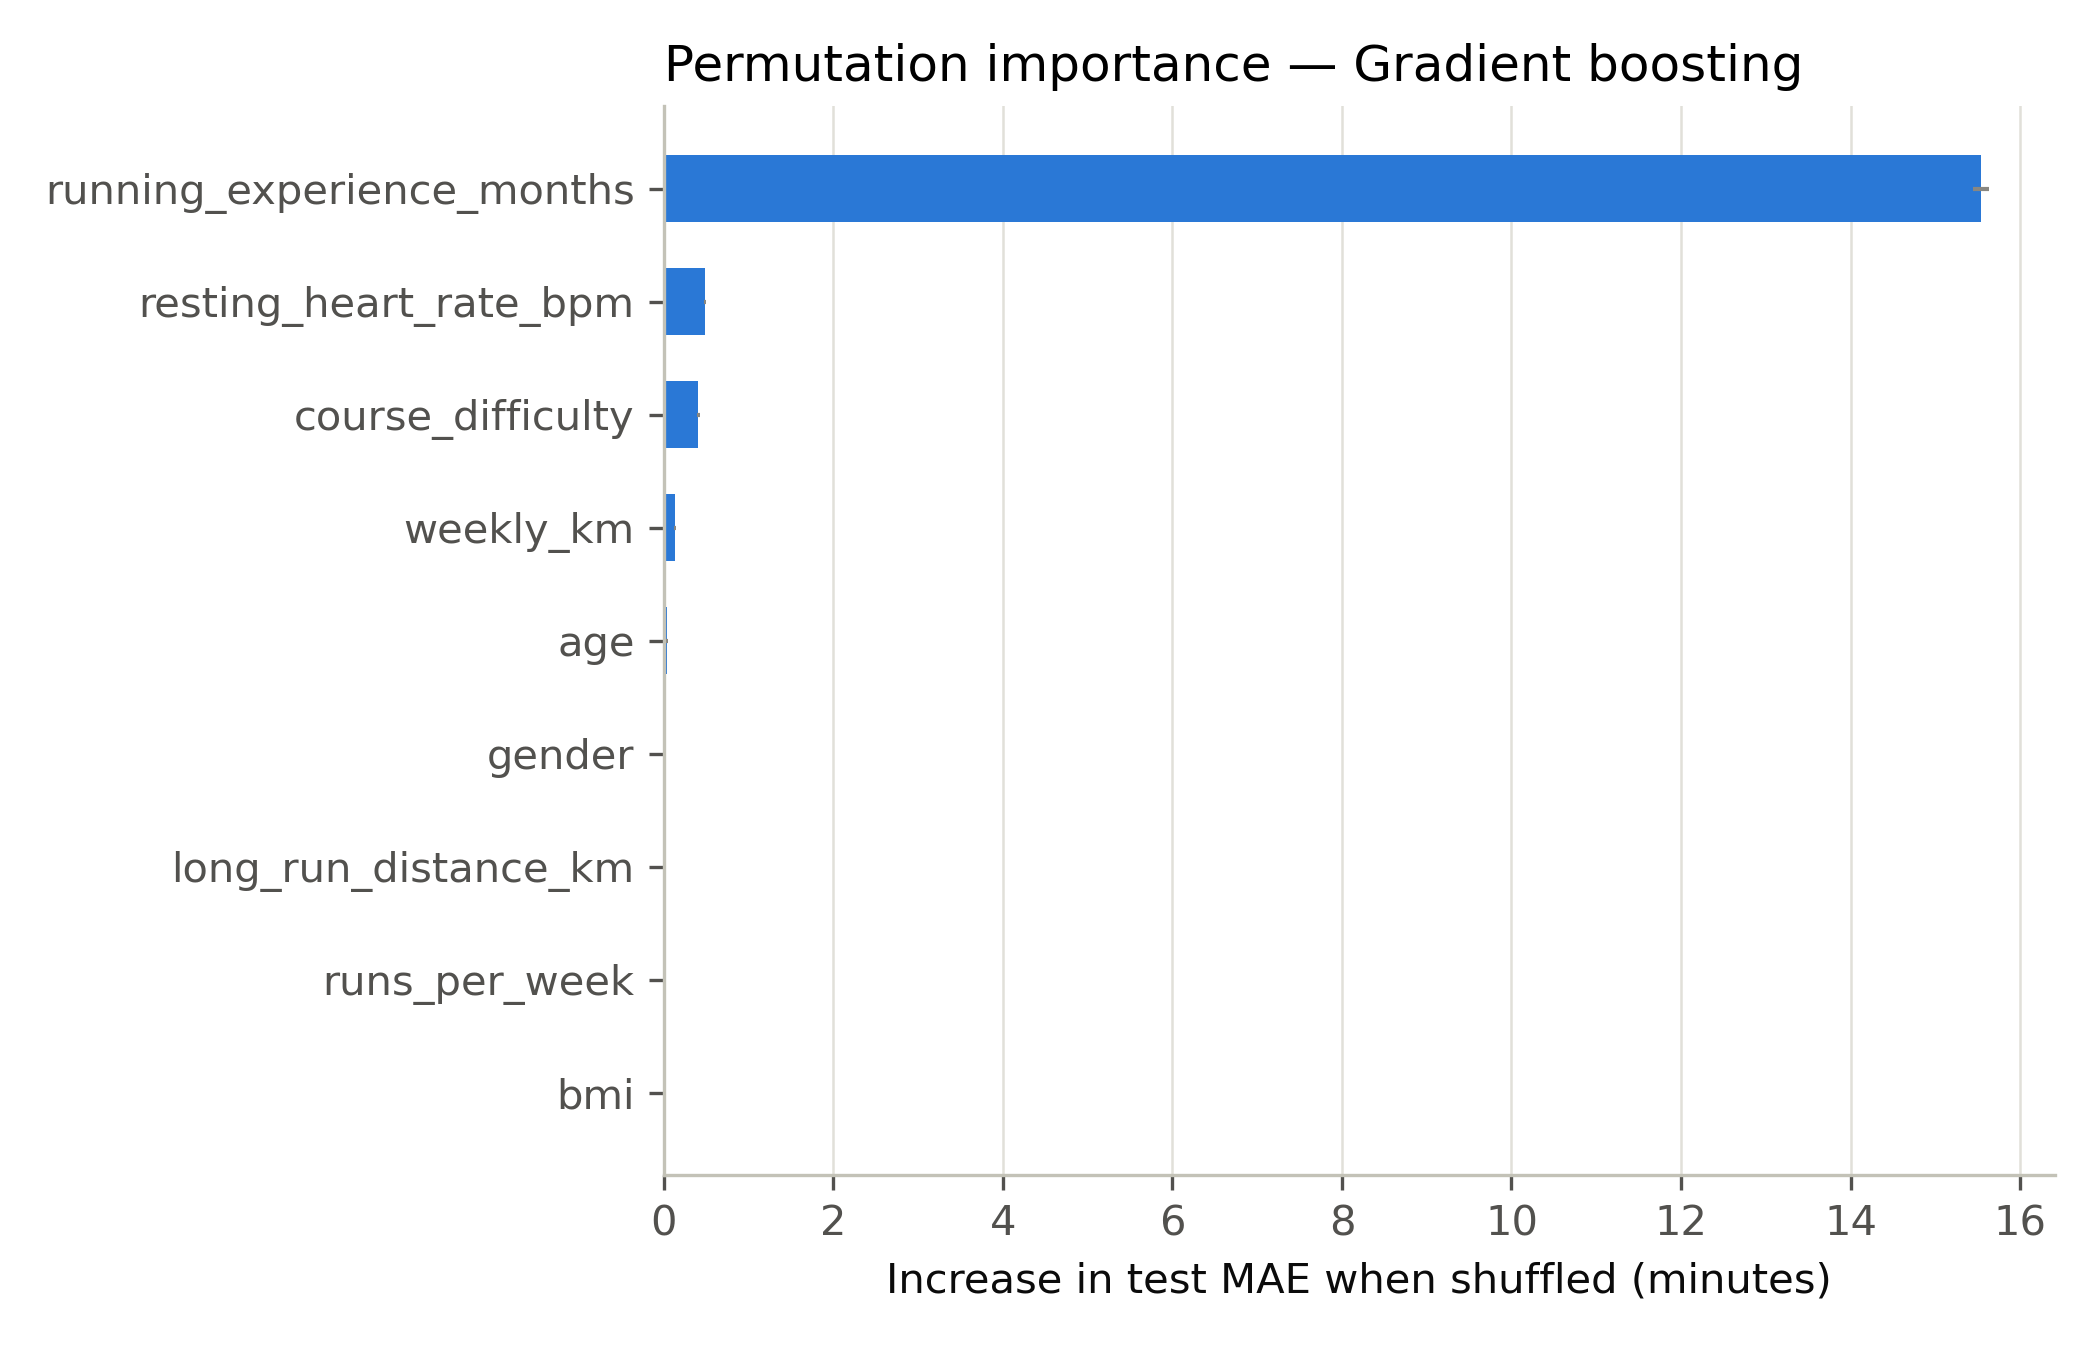 Permutation importance — Gradient boosting
running_experience_months
resting_heart_rate_bpm
course_difficulty
weekly_km
age
gender
long_run_distance_km
runs_per_week
bmi
0 2 4 6 8 10 12 14 16
Increase in test MAE when shuffled (minutes)